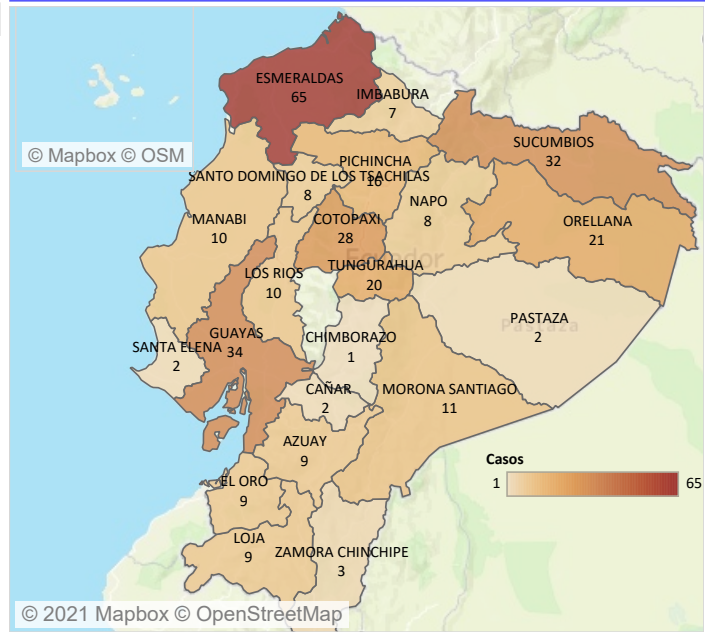 ESMERALDAS
65
IMBABURA
7
© Mapbox © OSM
SUCUMBIOS
32
PICHINCHA
16
SANTO DOMINGO DE LOS TSACHILAS
8
NAPO
8
MANABI
10
COTOPAXI
28
ORELLANA
21
Ecuador
TUNGURAHUA
20
LOS RIOS
10
PASTAZA
2
Pastaza
GUAYAS
34
CHIMBORAZO
1
SANTA ELENA
2
CAÑAR
2
MORONA SANTIAGO
11
AZUAY
9
Casos
1
65
EL ORO
9
LOJA
9
ZAMORA CHINCHIPE
3
© 2021 Mapbox © OpenStreetMap